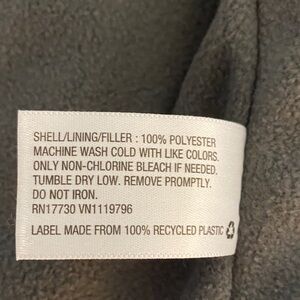 SHELL/LINING/FILLER : 100% POLYESTER
MACHINE WASH COLD WITH LIKE COLORS.
ONLY NON-CHLORINE BLEACH IF NEEDED.
TUMBLE DRY LOW. REMOVE PROMPTLY.
DO NOT IRON.
RN17730 VN1119796
LABEL MADE FROM 100% RECYCLED PLASTIC